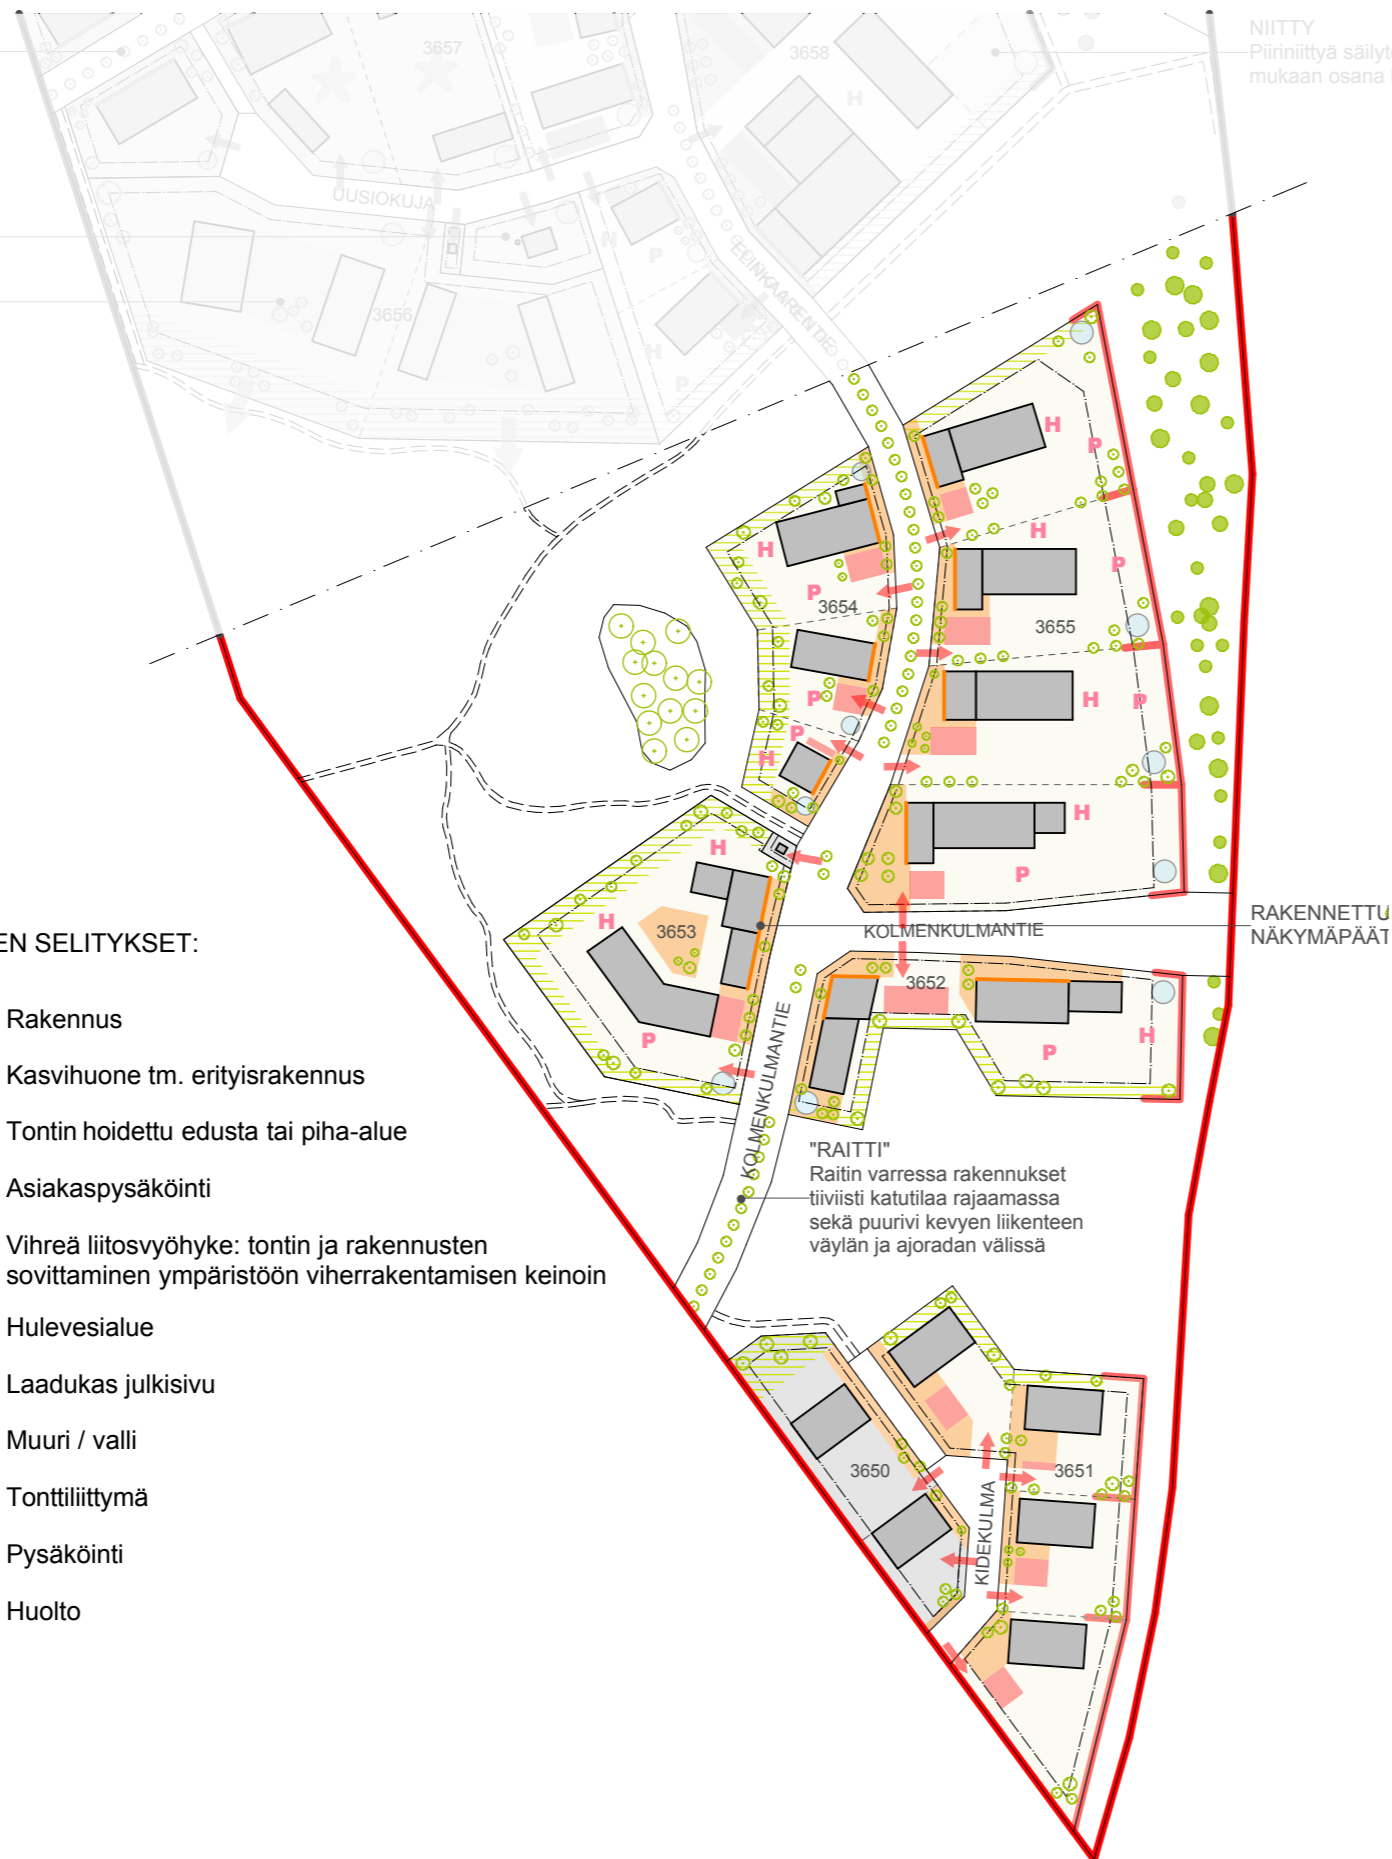 NIITTY
Piiriniittyä säilyt
mukaan osana
3657
3658
H
UUSIOKUJA
H
P
ELINKAARENTIE
3656
H
P
H
P
H
H
P
3654
P
3655
P
H
P
P
H
H
H
P
H
3653
P
RAKENNETTU
NÄKYMÄPÄÄT
KOLMENKULMANTIE
3652
P
H
KOLMENKULMANTIE
"RAITTI"
Raitin varressa rakennukset
tiiviisti katutilaa rajaamassa
sekä puurivi kevyen liikenteen
väylän ja ajoradan välissä
3650
3651
KIDEKULMA
EN SELITYKSET:
Rakennus
Kasvihuone tm. erityisrakennus
Tontin hoidettu edusta tai piha-alue
Asiakaspysäköinti
Vihreä liitosvyöhyke: tontin ja rakennusten
sovittaminen ympäristöön viherrakentamisen keinoin
Hulevesialue
Laadukas julkisivu
Muuri / valli
Tonttiliittymä
Pysäköinti
Huolto